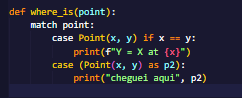 def where_is(point):
    match point:
        case Point(x, y) if x == y:
            print(f"Y = X at {x}")
        case (Point(x, y) as p2):
            print("cheguei aqui", p2)